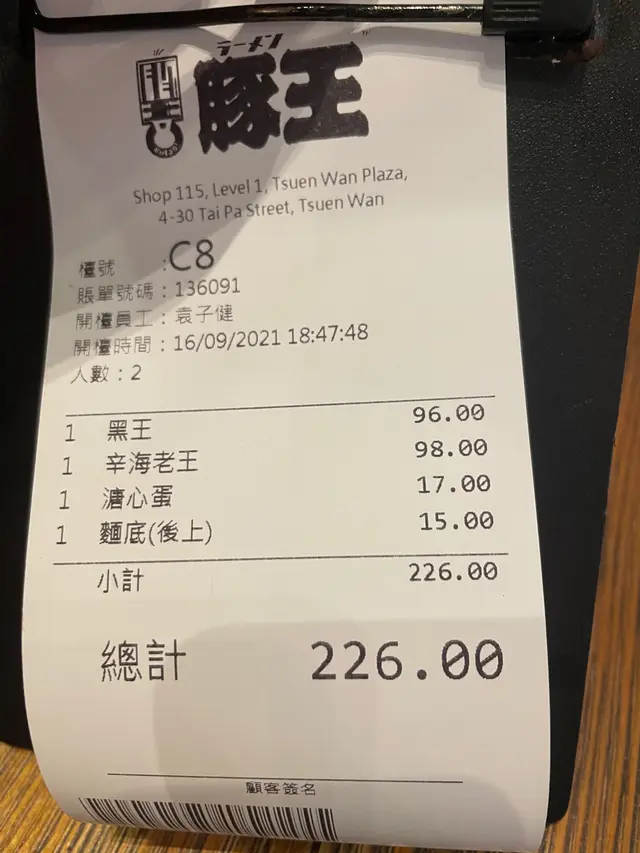 ラーメン
豚王
Shop 115, Level 1, Tsuen Wan Plaza,
4-30 Tai Pa Street, Tsuen Wan
檯號 :C8
賬單號碼：136091
開檯員工：袁子健
開檯時間：16/09/2021 18:47:48
人數：2
1 黑王 96.00
1 辛海老王 98.00
1 溏心蛋 17.00
1 麵底(後上) 15.00
小計 226.00
總計 226.00
顧客簽名